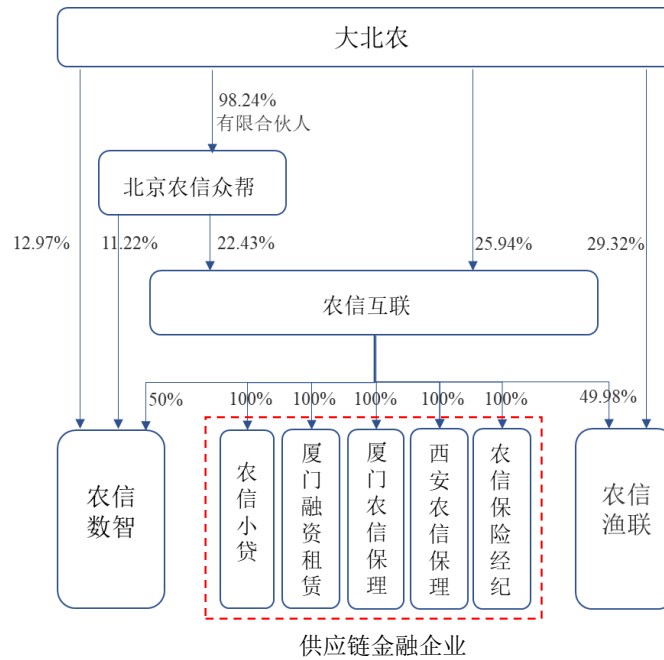 大北农
98.24%
有限合伙人
北京农信众帮
12.97%
11.22%
22.43%
25.94%
29.32%
农信互联
50%
100%
100%
100%
100%
100%
49.98%
农信
数智
农信小贷
厦门融资租赁
厦门农信保理
西安农信保理
农信保险经纪
农信
渔联
供应链金融企业